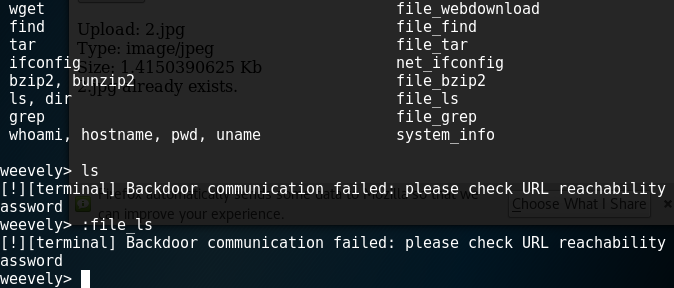 wget file_webdownload
find file_find
tar file_tar
ifconfig net_ifconfig
bzip2, bunzip2 file_bzip2
ls, dir file_ls
grep file_grep
whoami, hostname, pwd, uname system_info
Upload: 2.jpg
Type: image/jpeg
Size: 1.4150390625 Kb
2.jpg already exists.
weevely> ls
[!][terminal] Backdoor communication failed: please check URL reachability
assword
weevely> :file_ls
[!][terminal] Backdoor communication failed: please check URL reachability
assword
weevely>
Firefox automatically sends some data to Mozilla so that we
can improve your experience.
Choose What I Share